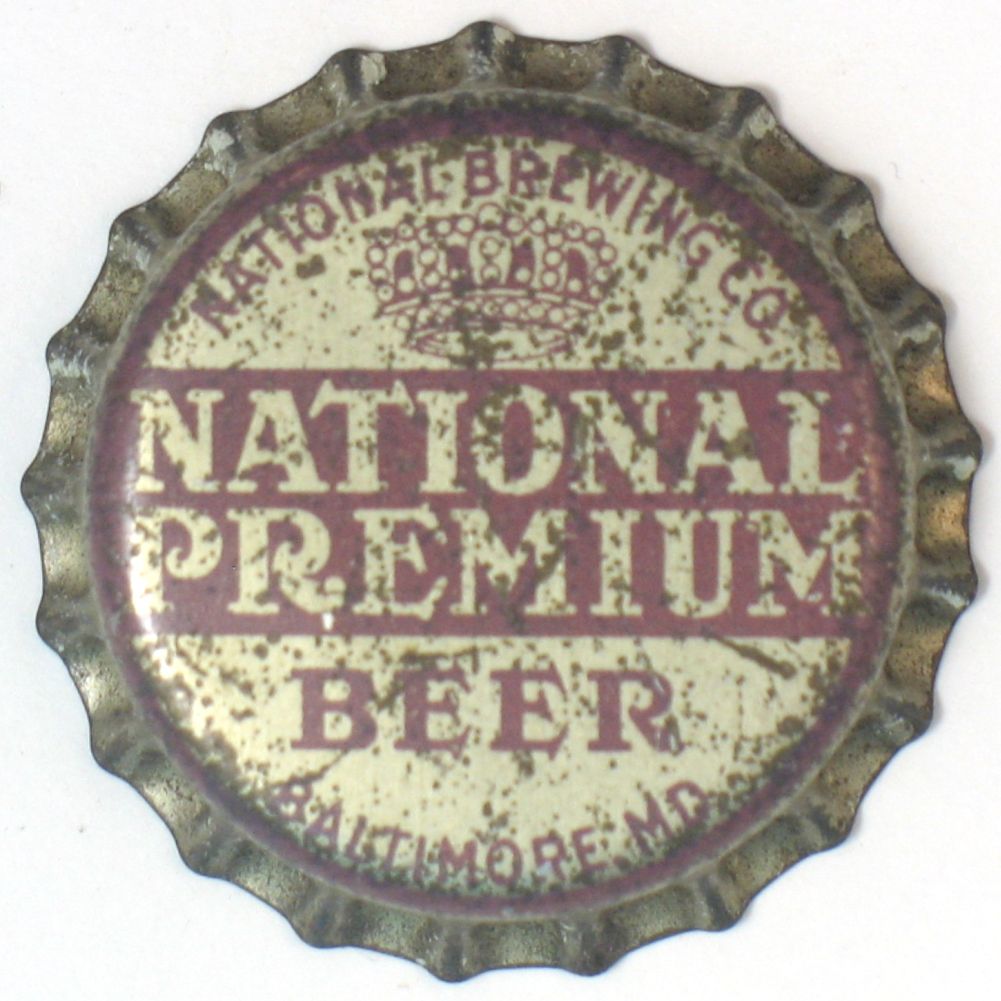 NATIONAL BREWING CO.
NATIONAL
PREMIUM
BEER
BALTIMORE, MD.